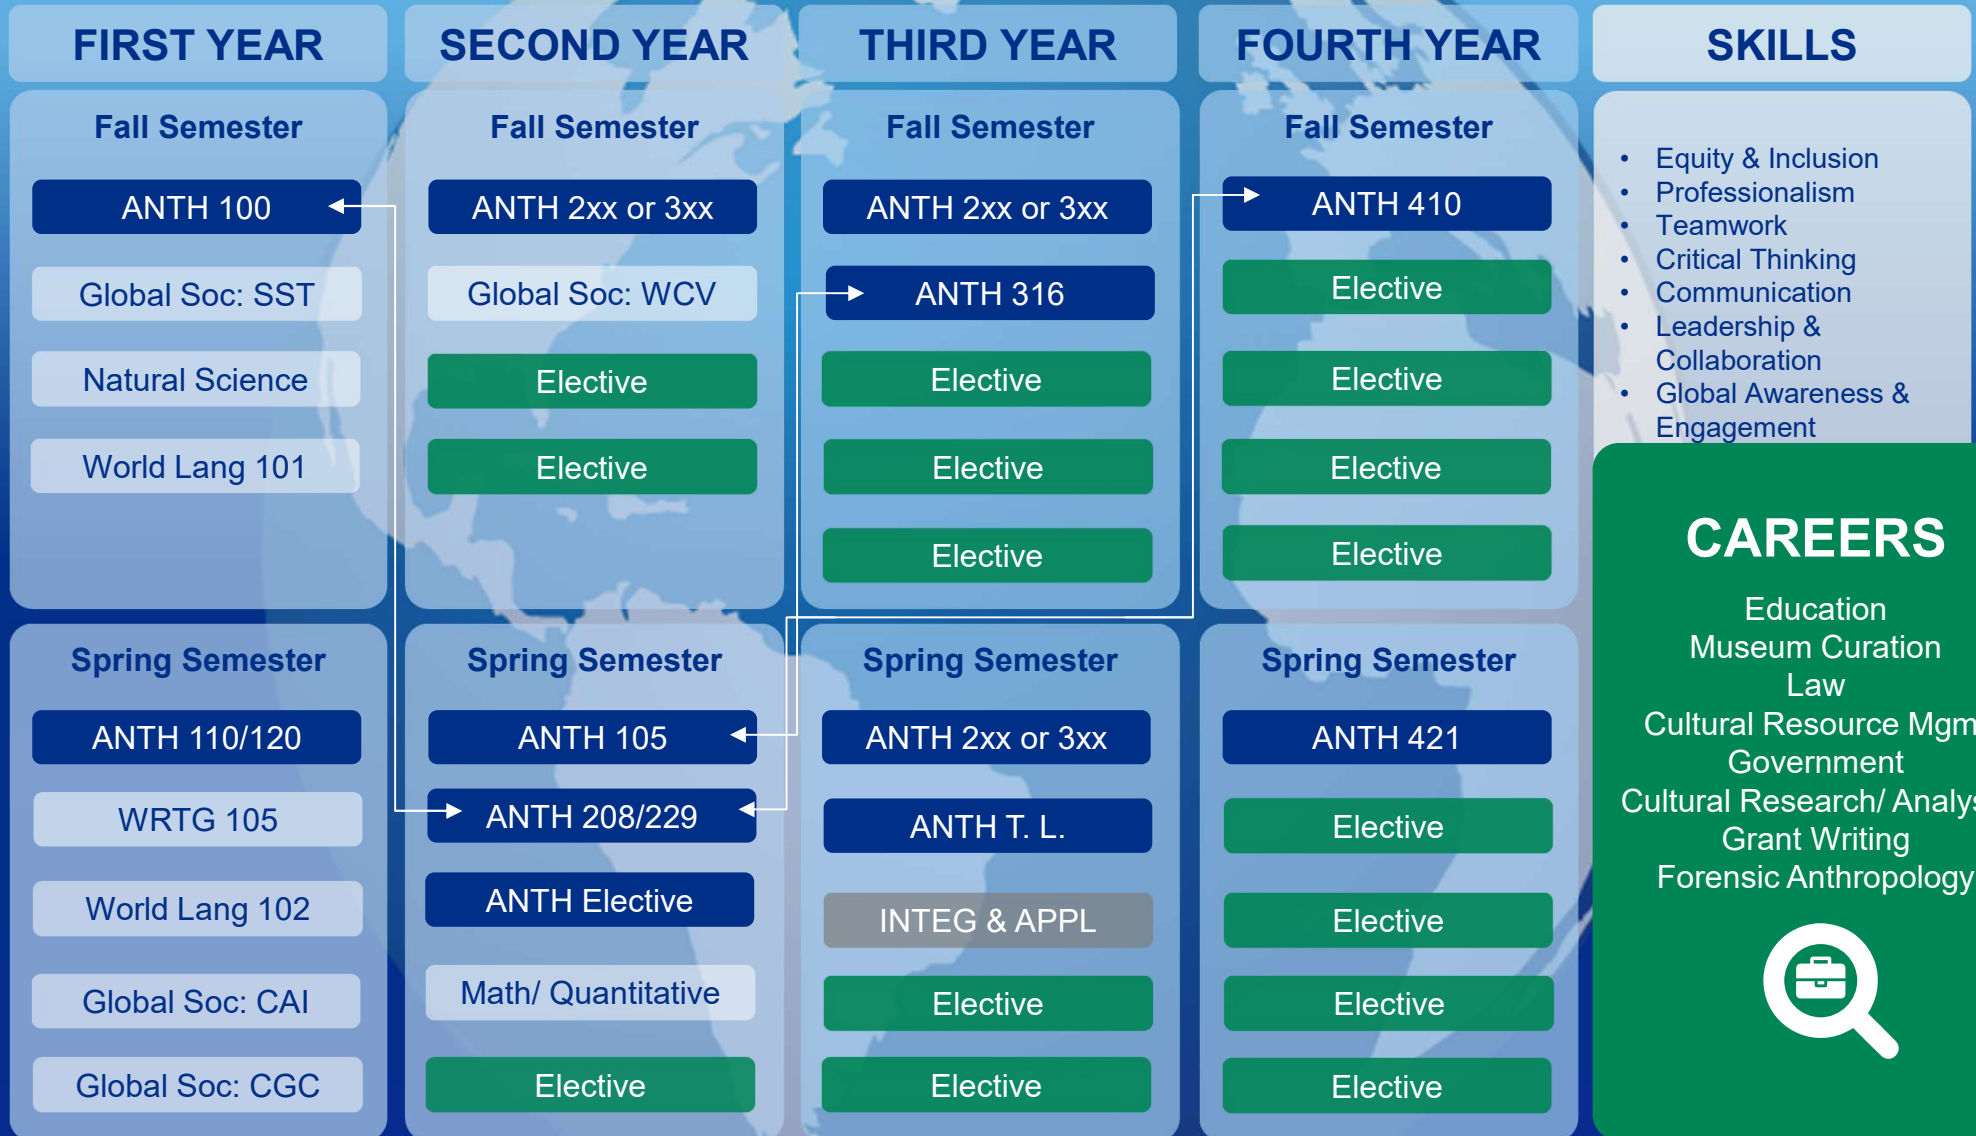 FIRST YEAR
Fall Semester
ANTH 100
Global Soc: SST
Natural Science
World Lang 101
Spring Semester
ANTH 110/120
WRTG 105
World Lang 102
Global Soc: CAI
Global Soc: CGC
SECOND YEAR
Fall Semester
ANTH 2xx or 3xx
Global Soc: WCV
Elective
Elective
Spring Semester
ANTH 105
ANTH 208/229
ANTH Elective
Math/ Quantitative
Elective
THIRD YEAR
Fall Semester
ANTH 2xx or 3xx
ANTH 316
Elective
Elective
Elective
Spring Semester
ANTH 2xx or 3xx
ANTH T. L.
INTEG & APPL
Elective
Elective
FOURTH YEAR
Fall Semester
ANTH 410
Elective
Elective
Elective
Elective
Spring Semester
ANTH 421
Elective
Elective
Elective
Elective
SKILLS
• Equity & Inclusion
• Professionalism
• Teamwork
• Critical Thinking
• Communication
• Leadership &
Collaboration
• Global Awareness &
Engagement
CAREERS
Education
Museum Curation
Law
Cultural Resource
Government
Cultural Research/
Grant Writing
Forensic Anthropology